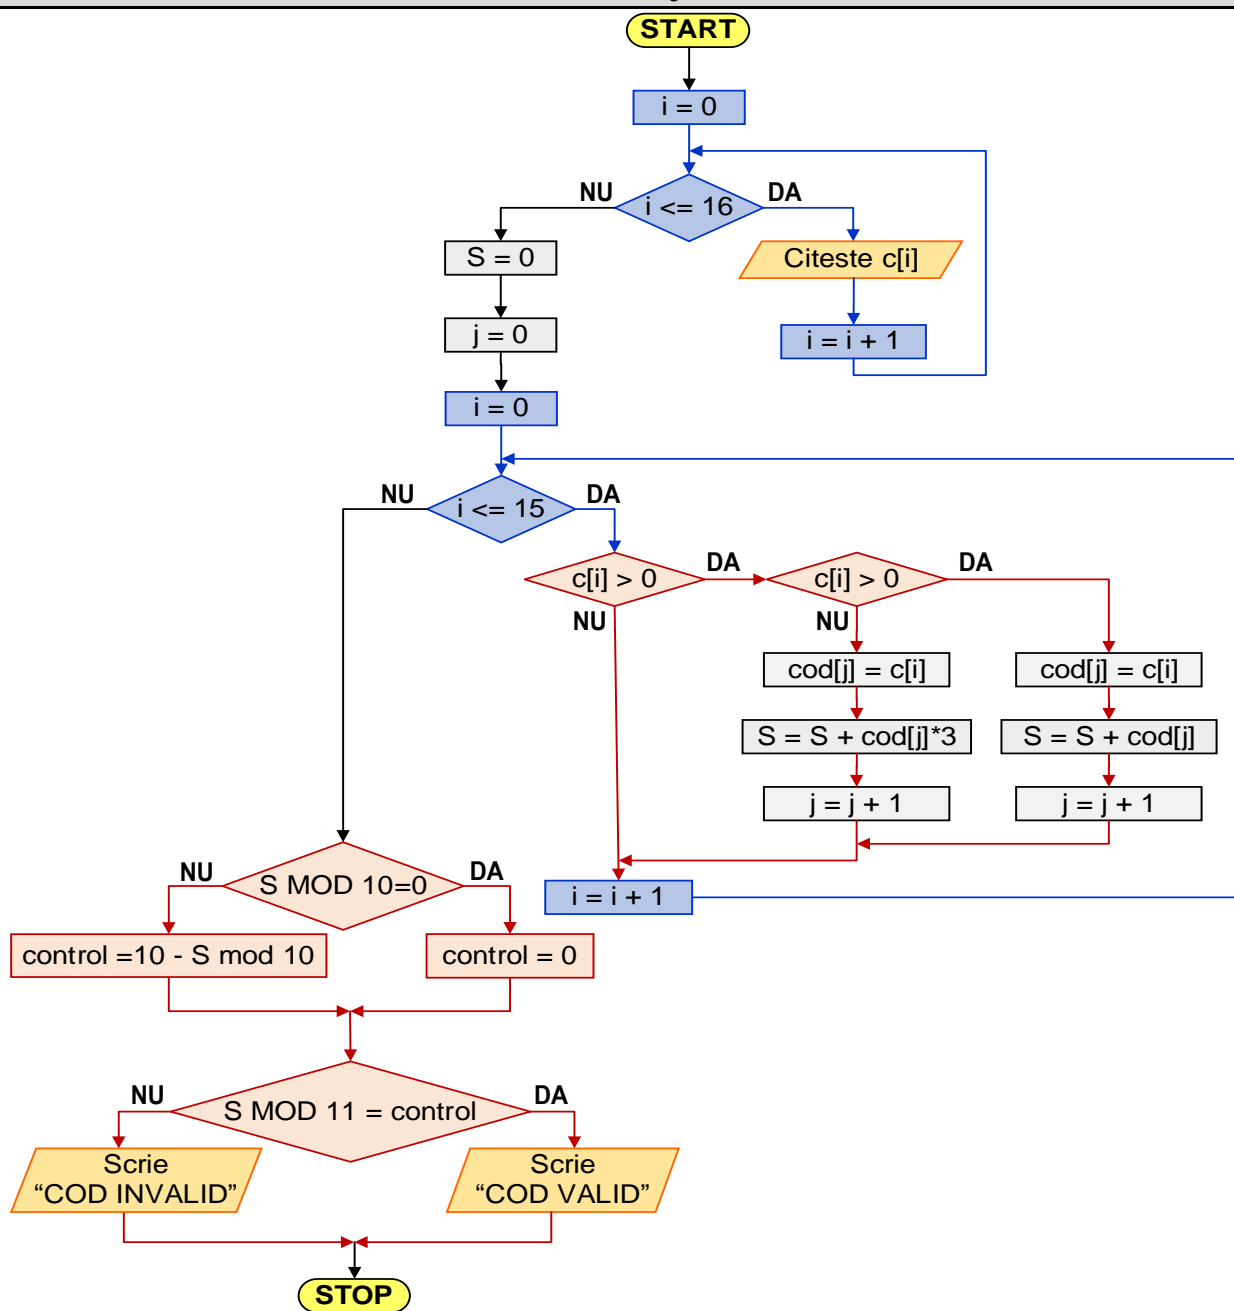 START
i = 0
NU
DA
i <= 16
S = 0
Citeste c[i]
j = 0
i = i + 1
i = 0
NU
DA
i <= 15
c[i] > 0
DA
c[i] > 0
DA
NU
NU
cod[j] = c[i]
cod[j] = c[i]
S = S + cod[j]*3
S = S + cod[j]
j = j + 1
j = j + 1
NU
DA
S MOD 10=0
i = i + 1
control =10 - S mod 10
control = 0
NU
DA
S MOD 11 = control
Scrie
“COD INVALID”
Scrie
“COD VALID”
STOP